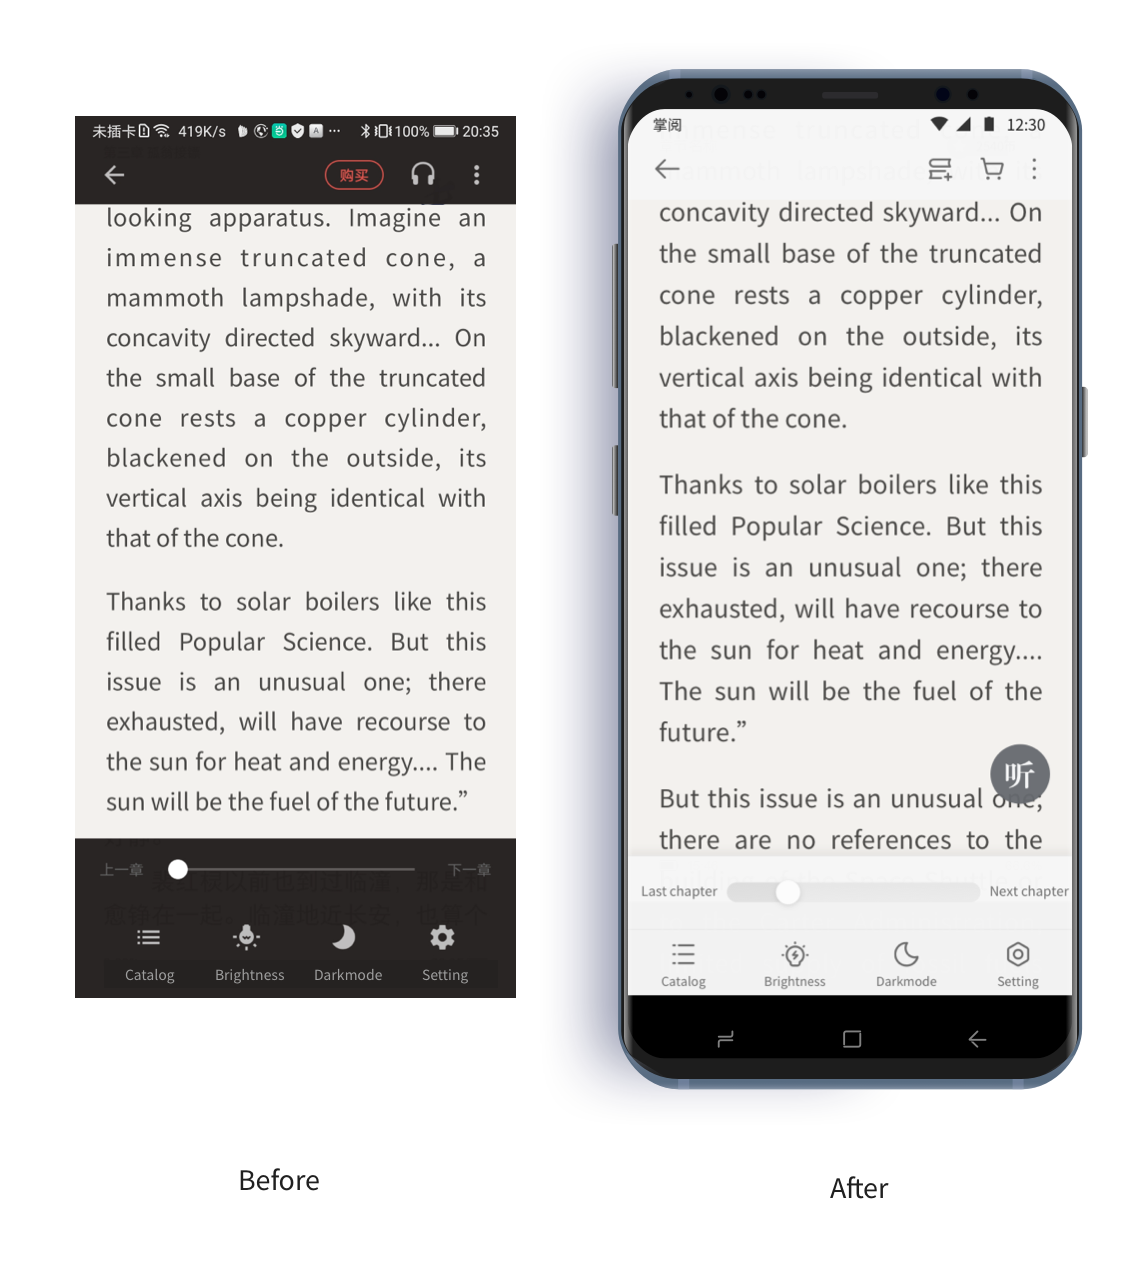 未插卡 419K/s 100% 20:35
购买
looking apparatus. Imagine an
immense truncated cone, a
mammoth lampshade, with its
concavity directed skyward... On
the small base of the truncated
cone rests a copper cylinder,
blackened on the outside, its
vertical axis being identical with
that of the cone.
Thanks to solar boilers like this
filled Popular Science. But this
issue is an unusual one; there
exhausted, will have recourse to
the sun for heat and energy.... The
sun will be the fuel of the future.”
上一章 下一章
Catalog Brightness Darkmode Setting
Before
掌阅 12:30
immense truncated
mammoth lampshade
concavity directed skyward... On
the small base of the truncated
cone rests a copper cylinder,
blackened on the outside, its
vertical axis being identical with
that of the cone.
Thanks to solar boilers like this
filled Popular Science. But this
issue is an unusual one; there
exhausted, will have recourse to
the sun for heat and energy....
The sun will be the fuel of the
future.”
听
But this issue is an unusual one;
there are no references to the
Last chapter Next chapter
Catalog Brightness Darkmode Setting
After